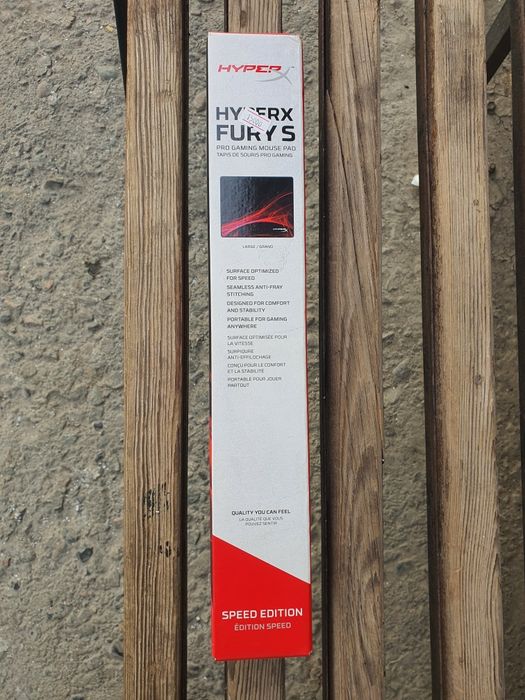 HYPERX
HYPERX
FURY S
PRO GAMING MOUSE PAD
TAPIS DE SOURIS PRO GAMING
LARGE / GRAND
SURFACE OPTIMIZED
FOR SPEED
SEAMLESS ANTI-FRAY
STITCHING
DESIGNED FOR COMFORT
AND STABILITY
PORTABLE FOR GAMING
ANYWHERE
SURFACE OPTIMISÉE POUR
LA VITESSE
SURPIQÛRE
ANTI-EFFILOCHAGE
CONÇU POUR LE CONFORT
ET LA STABILITÉ
PORTABLE POUR JOUER
PARTOUT
QUALITY YOU CAN FEEL
LA QUALITÉ QUE VOUS
POUVEZ SENTIR
SPEED EDITION
ÉDITION SPEED